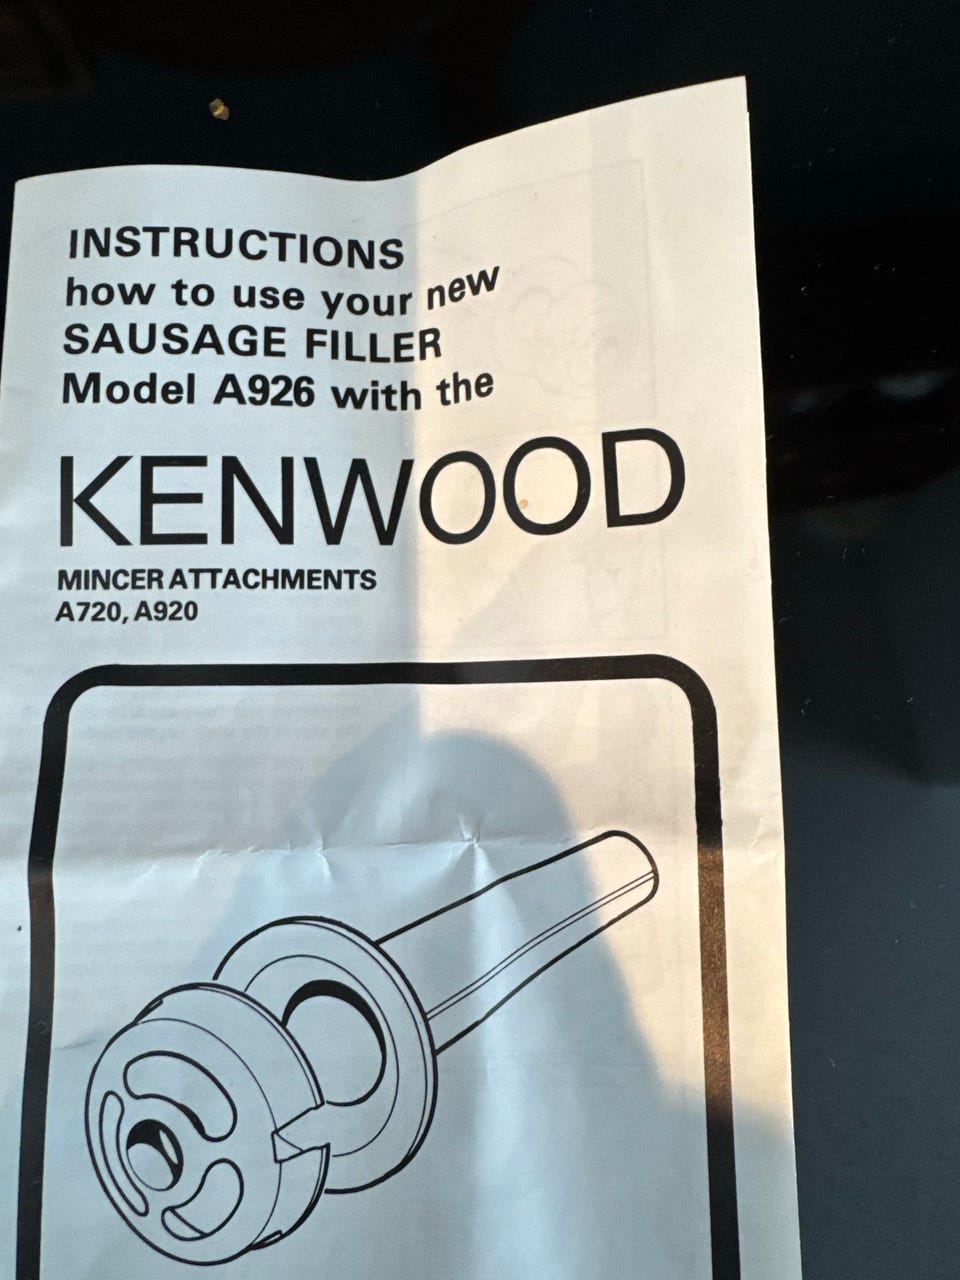 INSTRUCTIONS
how to use your new
SAUSAGE FILLER
Model A926 with the
KENWOOD
MINCER ATTACHMENTS
A720, A920